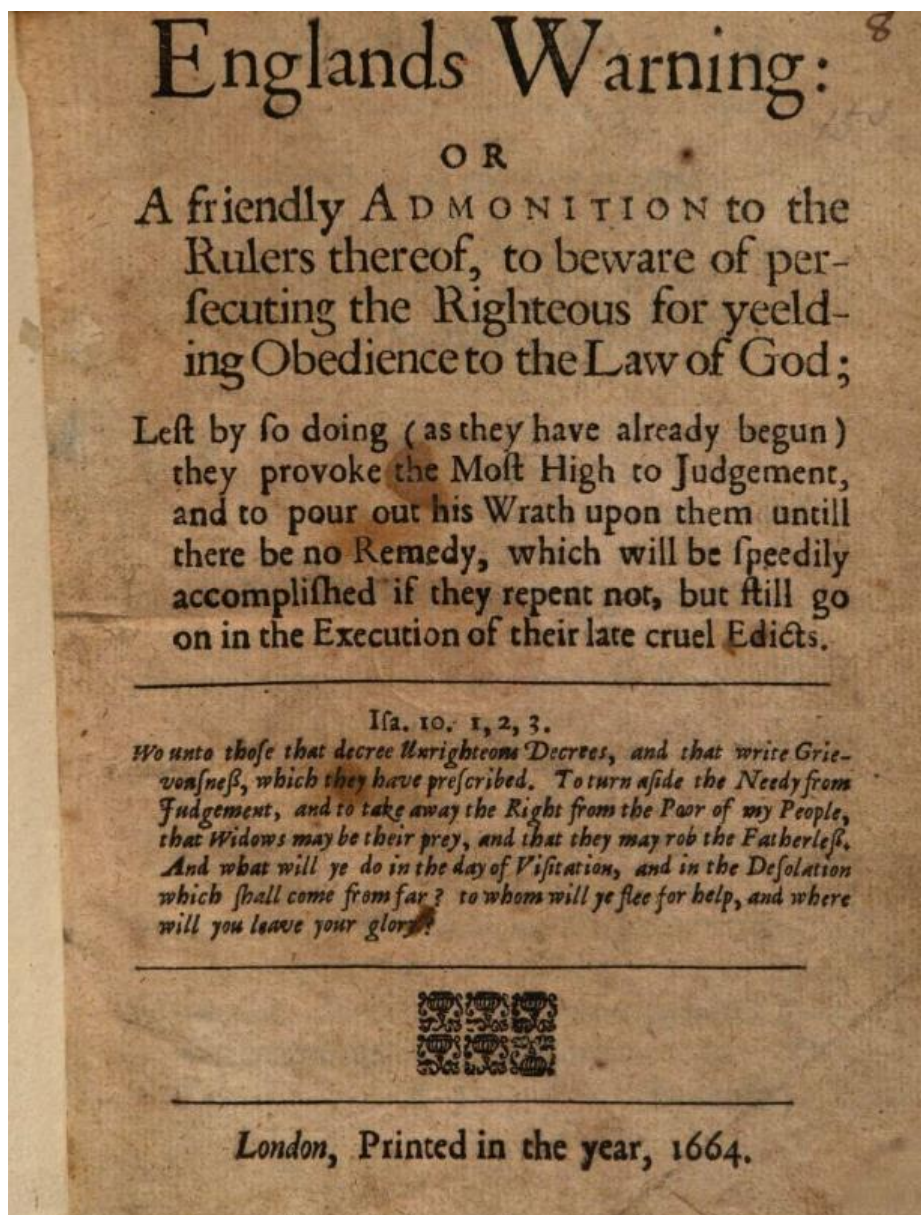 8
Englands Warning:
OR
A friendly ADMONITION to the
Rulers thereof, to beware of per-
ſecuting the Righteous for yeeld-
ing Obedience to the Law of God;
Leſt by ſo doing (as they have already begun)
they provoke the Moſt High to Judgement,
and to pour out his Wrath upon them untill
there be no Remedy, which will be ſpeedily
accompliſhed if they repent not, but ſtill go
on in the Execution of their late cruel Edicts.
Iſa. 10. 1, 2, 3.
Wo unto thoſe that decree Unrighteous Decrees, and that write Grie-
vouſneß, which they have preſcribed. To turn aſide the Needy from
Judgement, and to take away the Right from the Poor of my People,
that Widows may be their prey, and that they may rob the Fatherleß.
And what will ye do in the day of Viſitation, and in the Deſolation
which ſhall come from far? to whom will ye flee for help, and where
will you leave your glory?
London, Printed in the year, 1664.